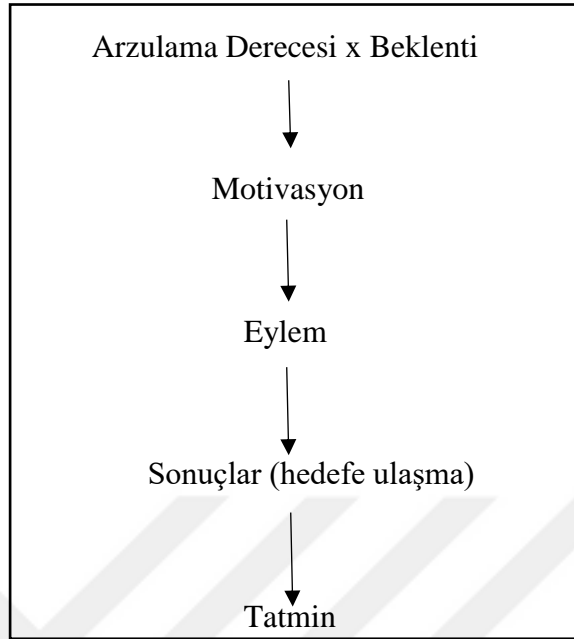 Arzulama Derecesi x Beklenti
Motivasyon
Eylem
Sonuçlar (hedefe ulaşma)
Tatmin